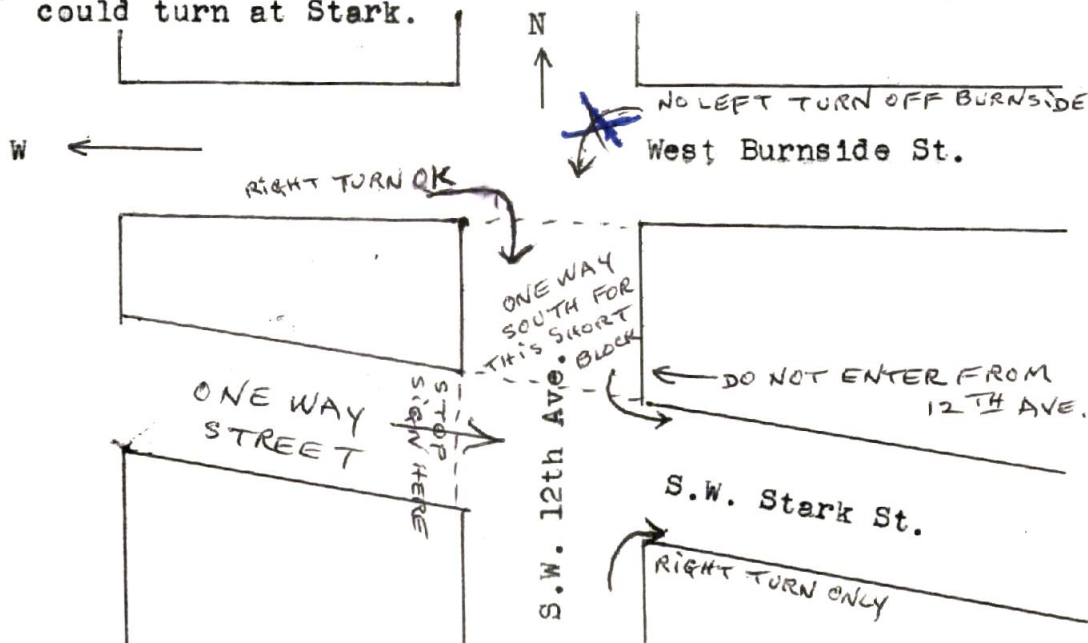 could turn at Stark.
N
NO LEFT TURN OFF BURNSIDE
W
West Burnside St.
RIGHT TURN OK
ONE WAY
SOUTH FOR
THIS SHORT
BLOCK
DO NOT ENTER FROM
12TH AVE.
ONE WAY
STREET
STOP
SIGN HERE
S.W. 12th Ave.
S.W. Stark St.
RIGHT TURN ONLY